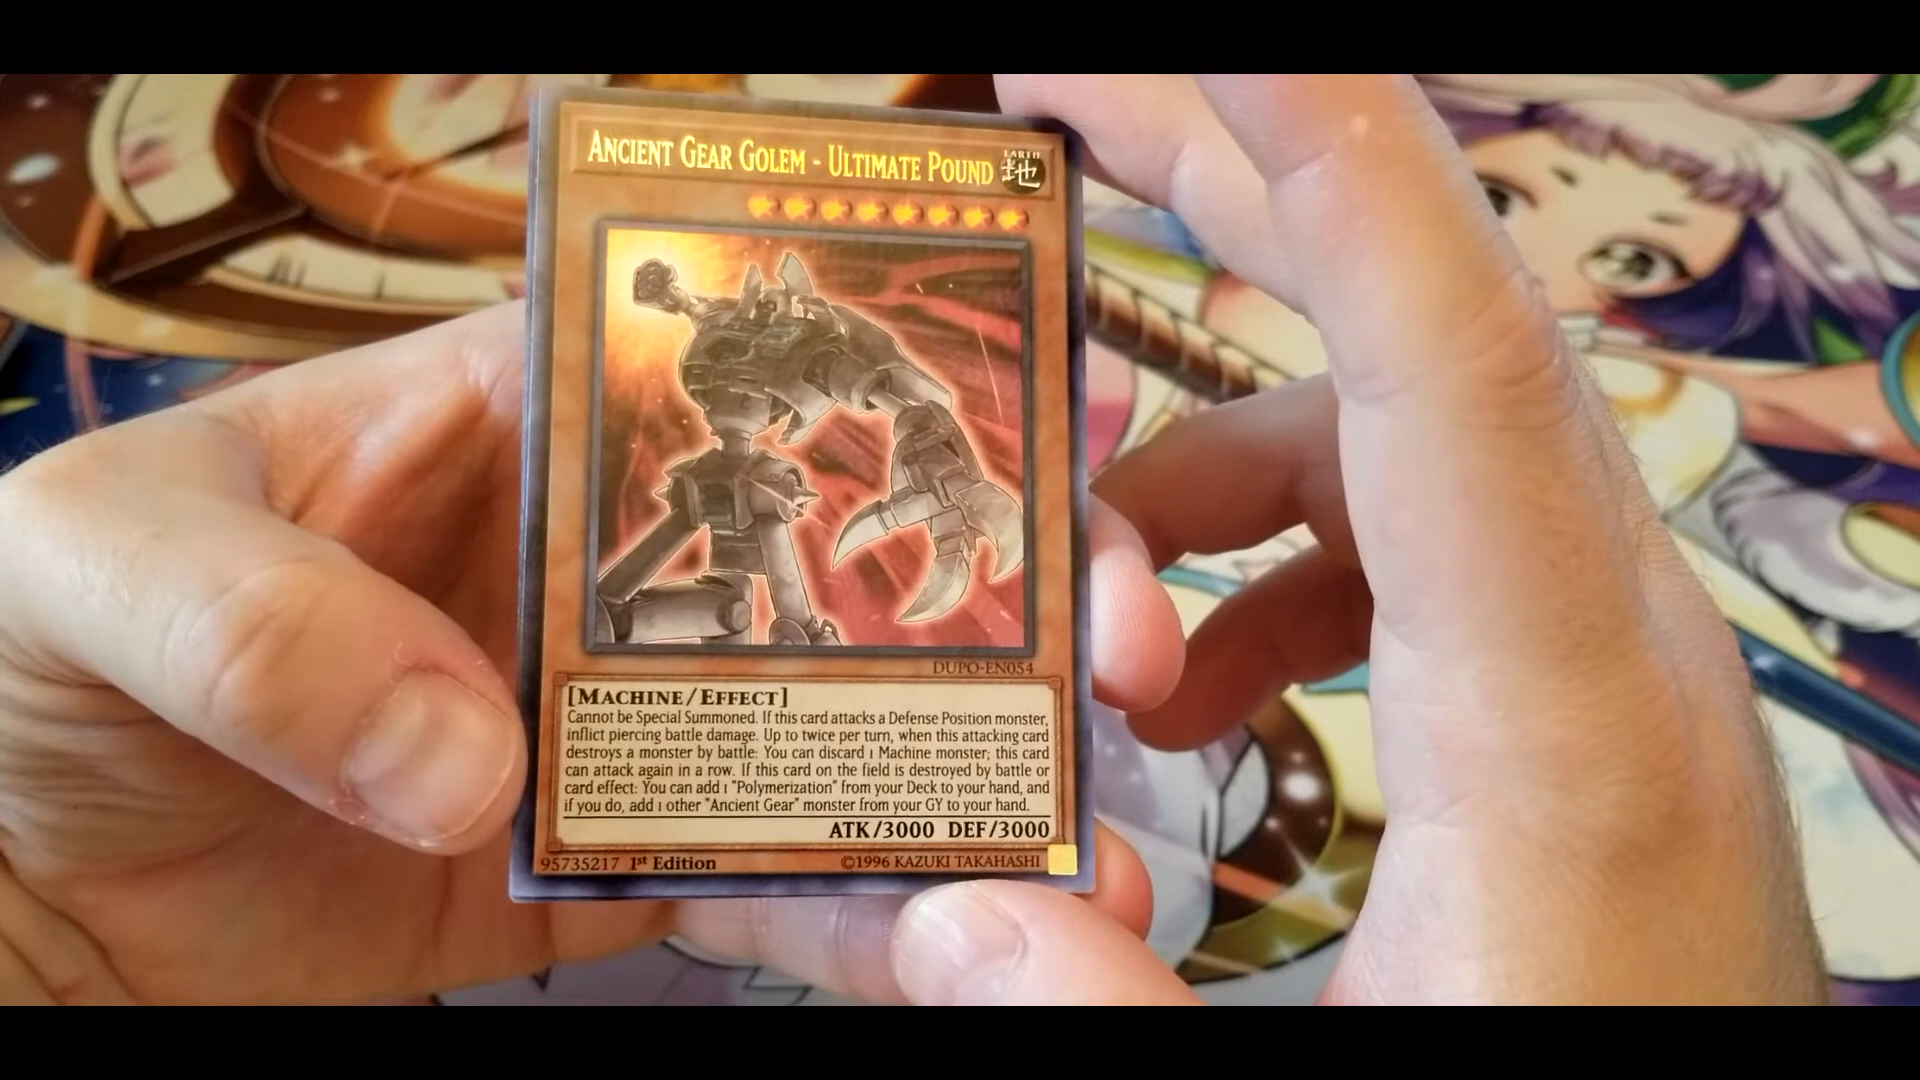 ANCIENT GEAR GOLEM - ULTIMATE POUND
EARTH
地
DUPO-EN054
[MACHINE/EFFECT]
Cannot be Special Summoned. If this card attacks a Defense Position monster,
inflict piercing battle damage. Up to twice per turn, when this attacking card
destroys a monster by battle: You can discard 1 Machine monster; this card
can attack again in a row. If this card on the field is destroyed by battle or
card effect: You can add 1 "Polymerization" from your Deck to your hand, and
if you do, add 1 other "Ancient Gear" monster from your GY to your hand.
ATK/3000 DEF/3000
95735217 1st Edition ©1996 KAZUKI TAKAHASHI